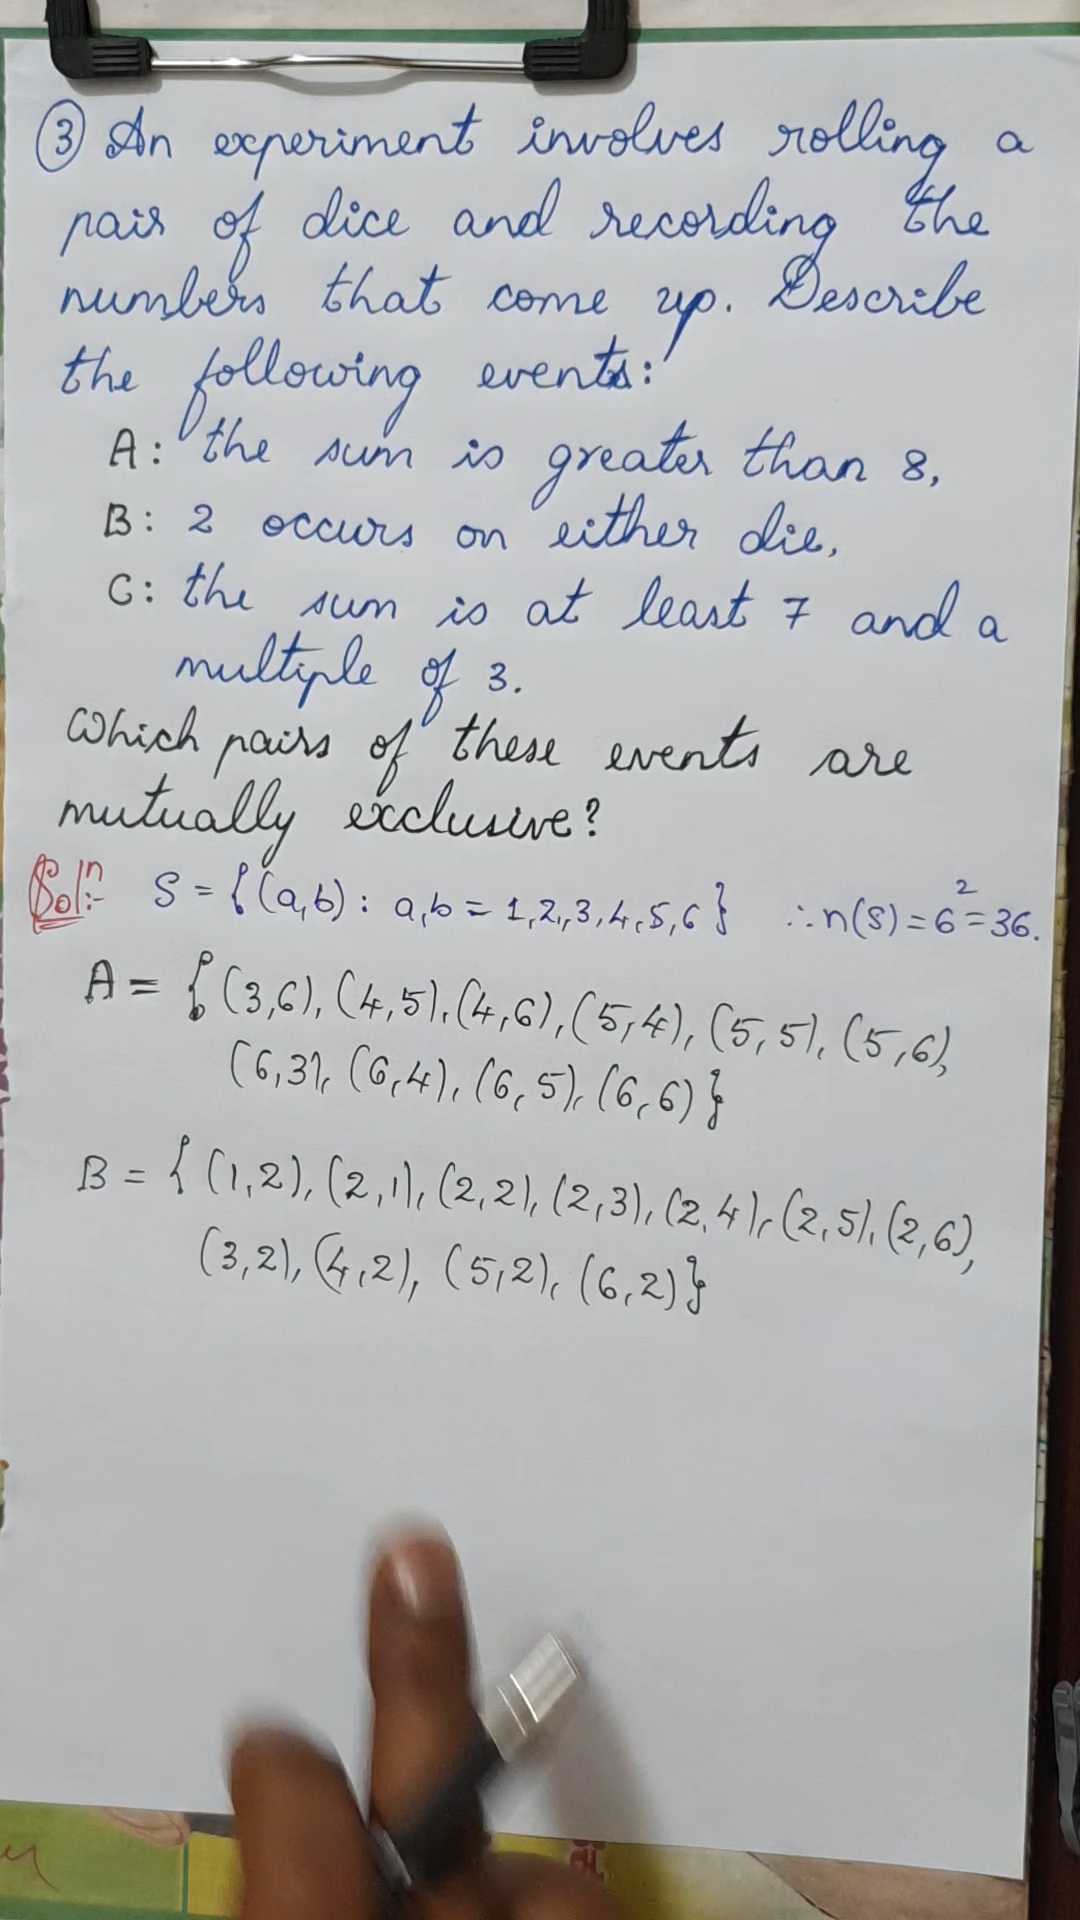 ③ An experiment involves rolling a
pair of dice and recording the
numbers that come up. Describe
the following events:
A: the sum is greater than 8,
B: 2 occurs on either die,
C: the sum is at least 7 and a
multiple of 3.
Which pairs of these events are
mutually exclusive?
Solⁿ:- S = {(a,b) : a,b = 1,2,3,4,5,6} ∴ n(S) = 6² = 36.
A = {(3,6), (4,5), (4,6), (5,4), (5,5), (5,6),
(6,3), (6,4), (6,5), (6,6)}
B = {(1,2), (2,1), (2,2), (2,3), (2,4), (2,5), (2,6),
(3,2), (4,2), (5,2), (6,2)}